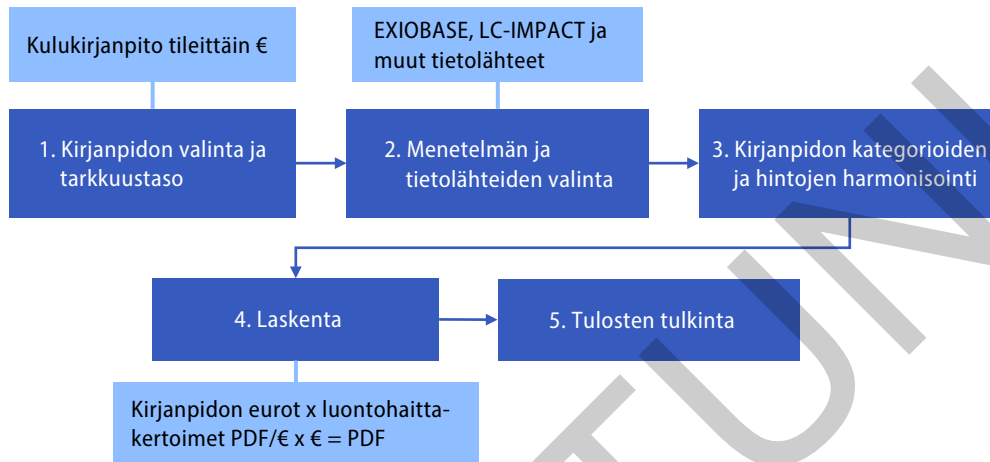 Kulukirjanpito tileittäin €
EXIOBASE, LC-IMPACT ja
muut tietolähteet
1. Kirjanpidon valinta ja
tarkkuustaso
2. Menetelmän ja
tietolähteiden valinta
3. Kirjanpidon kategorioiden
ja hintojen harmonisointi
4. Laskenta
5. Tulosten tulkinta
Kirjanpidon eurot x luontohaitta-
kertoimet PDF/€ x € = PDF
TUNI